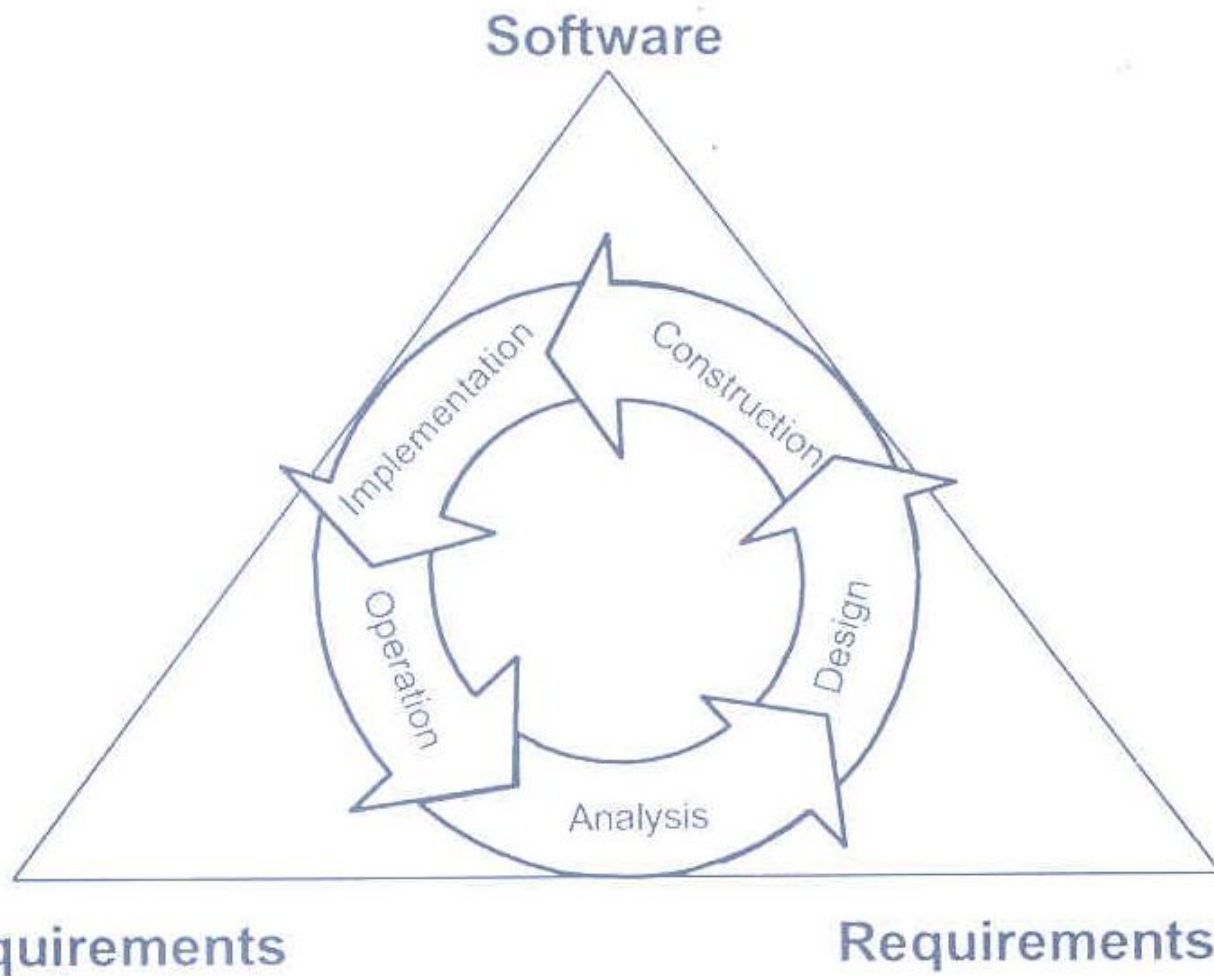 Software
Construction
Implementation
Design
Operation
Analysis
quirements
Requirements